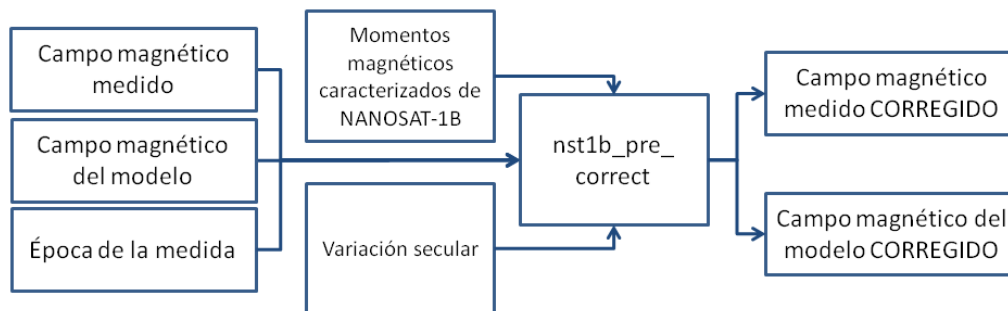 Campo magnético
medido
Campo magnético
del modelo
Época de la medida
Momentos
magnéticos
caracterizados de
NANOSAT-1B
Variación secular
nst1b_pre_
correct
Campo magnético
medido CORREGIDO
Campo magnético del
modelo CORREGIDO